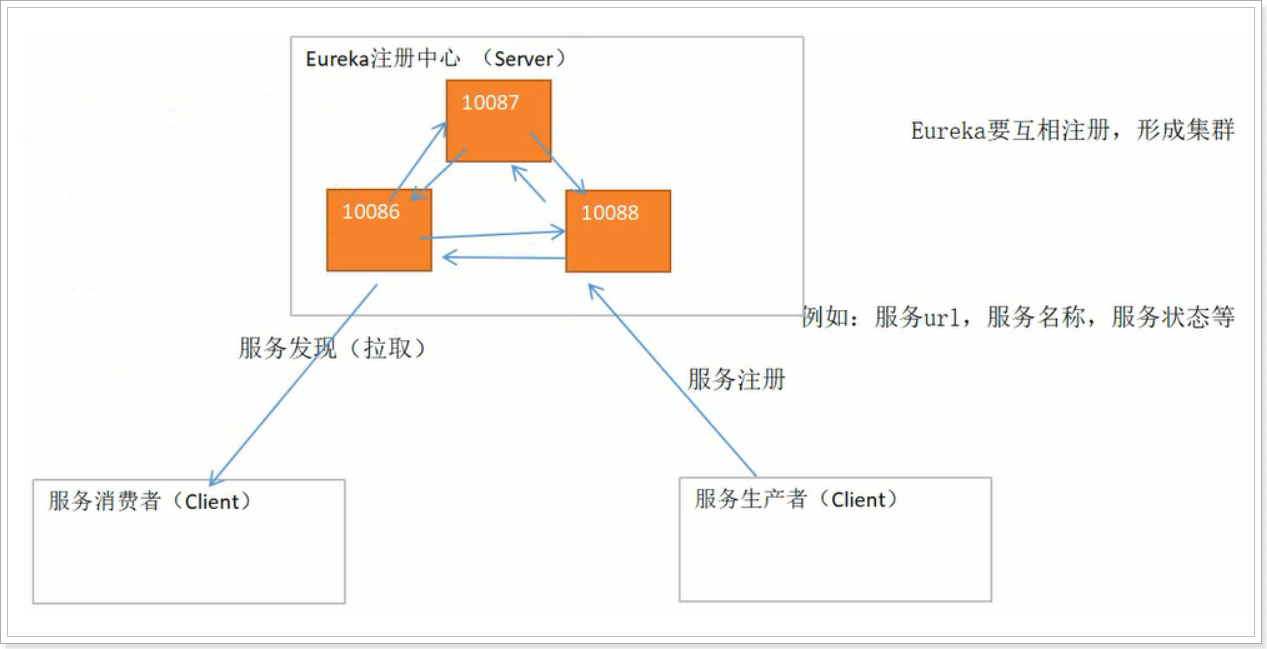 Eureka注册中心 （Server）
10087
Eureka要互相注册，形成集群
10086
10088
例如：服务url，服务名称，服务状态等
服务发现（拉取）
服务注册
服务消费者（Client）
服务生产者（Client）